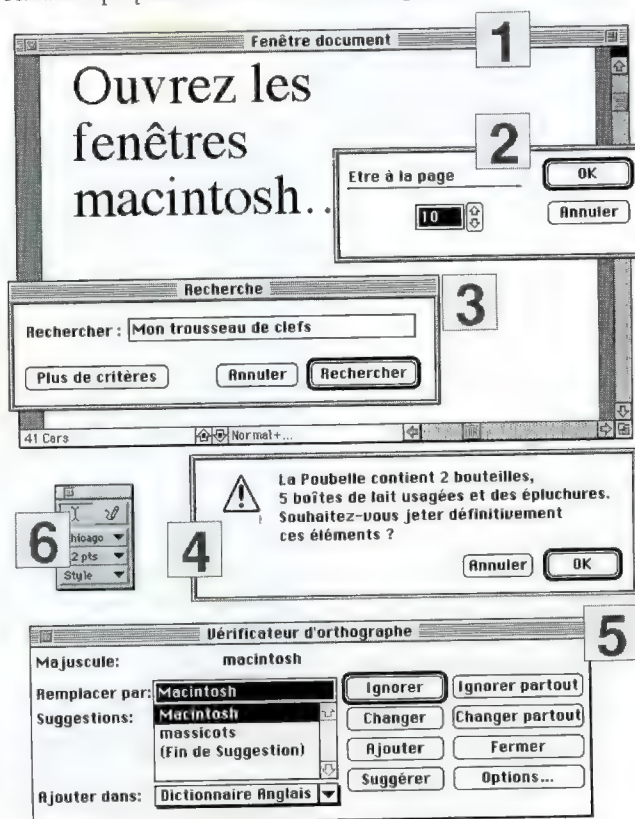 Fenêtre document
1
Ouvrez les
fenêtres
macintosh..
2
Etre à la page
OK
10
Annuler
Recherche
3
Rechercher : Mon trousseau de clefs
Plus de critères
Annuler
Rechercher
41 Cars
Normal+...
La Poubelle contient 2 bouteilles,
5 boîtes de lait usagées et des épluchures.
Souhaitez-vous jeter définitivement
ces éléments ?
4
Annuler
OK
6
hicago
2 pts
Style
Vérificateur d'orthographe
5
Majuscule: macintosh
Remplacer par: Macintosh
Ignorer
Ignorer partout
Suggestions: Macintosh
massicots
(Fin de Suggestion)
Changer
Changer partout
Ajouter
Fermer
Suggérer
Options...
Ajouter dans: Dictionnaire Anglais